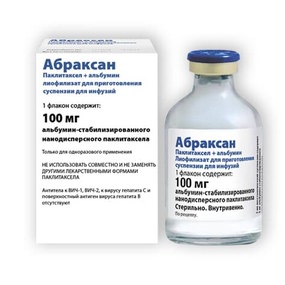 Абраксан
Паклитаксел + альбумин
лиофилизат для приготовления
суспензии для инфузий
1 флакон содержит:
100 мг
альбумин-стабилизированного
нанодисперсного паклитаксела
Только для одноразового применения
НЕ ИСПОЛЬЗОВАТЬ СОВМЕСТНО И НЕ ЗАМЕНЯТЬ
ДРУГИМИ ЛЕКАРСТВЕННЫМИ ФОРМАМИ
ПАКЛИТАКСЕЛА
Антитела к ВИЧ-1, ВИЧ-2, к вирусу гепатита С и
поверхностный антиген вируса гепатита В
отсутствуют
Абраксан
Паклитаксел + альбумин
Лиофилизат для приготовления
суспензии для инфузий
1 флакон содержит:
100 мг
альбумин-стабилизированного
нанодисперсного паклитаксела
Стерильно. Внутривенно.
По рецепту.